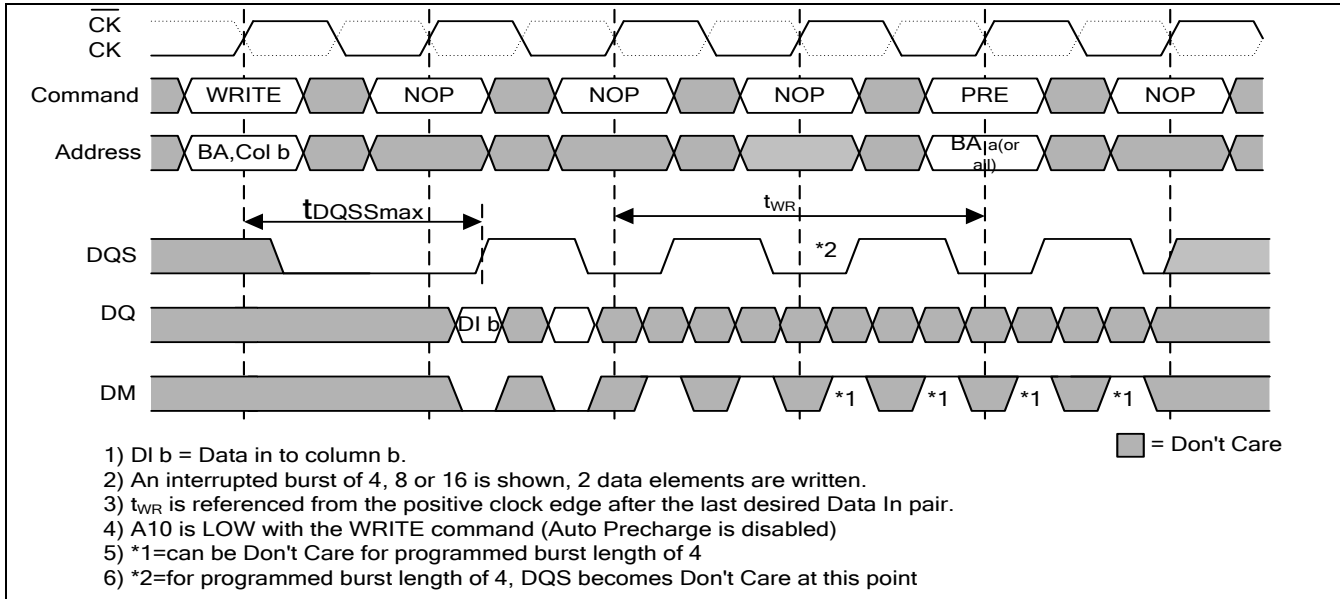 CK
CK
Command WRITE NOP NOP NOP PRE NOP
Address BA,Col b BA,a(or all)
tDQSSmax tWR
DQS *2
DQ DI b
DM *1 *1 *1 *1
= Don't Care
1) DI b = Data in to column b.
2) An interrupted burst of 4, 8 or 16 is shown, 2 data elements are written.
3) tWR is referenced from the positive clock edge after the last desired Data In pair.
4) A10 is LOW with the WRITE command (Auto Precharge is disabled)
5) *1=can be Don't Care for programmed burst length of 4
6) *2=for programmed burst length of 4, DQS becomes Don't Care at this point